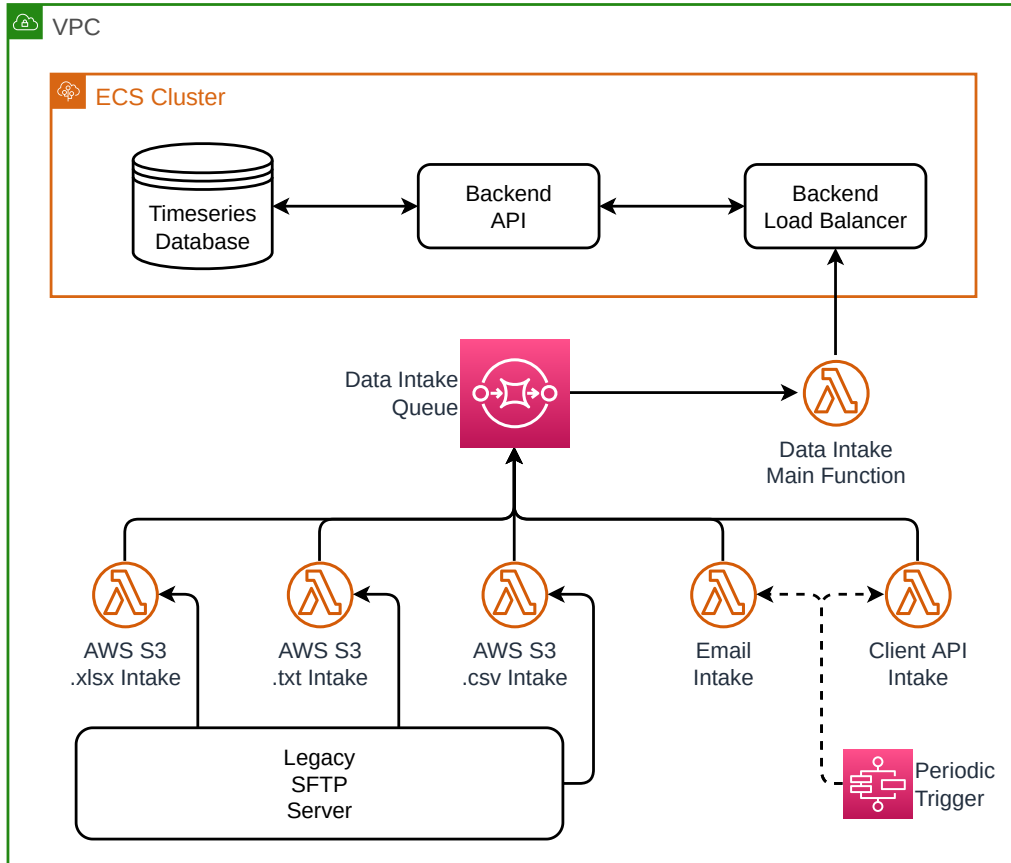 VPC
ECS Cluster
Timeseries
Database
Backend
API
Backend
Load Balancer
Data Intake
Queue
Data Intake
Main Function
AWS S3
.xlsx Intake
AWS S3
.txt Intake
AWS S3
.csv Intake
Email
Intake
Client API
Intake
Legacy
SFTP
Server
Periodic
Trigger